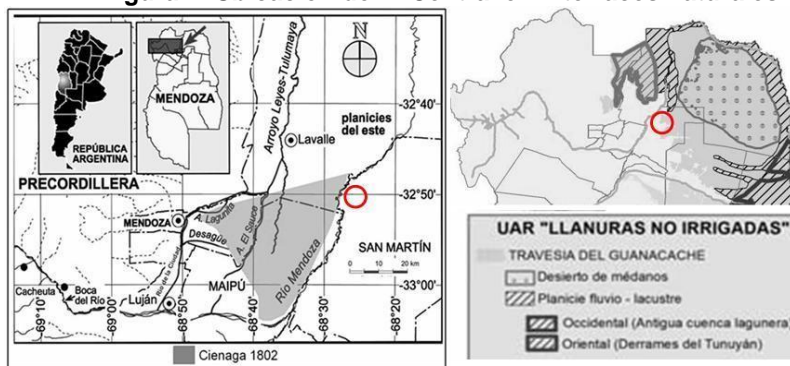 MENDOZA
REPÚBLICA
ARGENTINA
PRECORDILLERA
Arroyo Leyes-Tulumaya
planicies
del este
Lavalle
-32°40'
-32°50'
-33°00'
MENDOZA
A. Lagunita
Desagüe
A. El Sauce
SAN MARTÍN
0 10 20 km
MAIPÚ
Río Mendoza
Cacheuta
Boca
del Río
Luján
-69°10'
-69°00'
-68°50'
-68°40'
-68°20'
Cienaga 1802
UAR "LLANURAS NO IRRIGADAS"
TRAVESIA DEL GUANACACHE
Desierto de médanos
Planicie fluvio - lacustre
Occidental (Antigua cuenca lagunera)
Oriental (Derrames del Tunuyán)